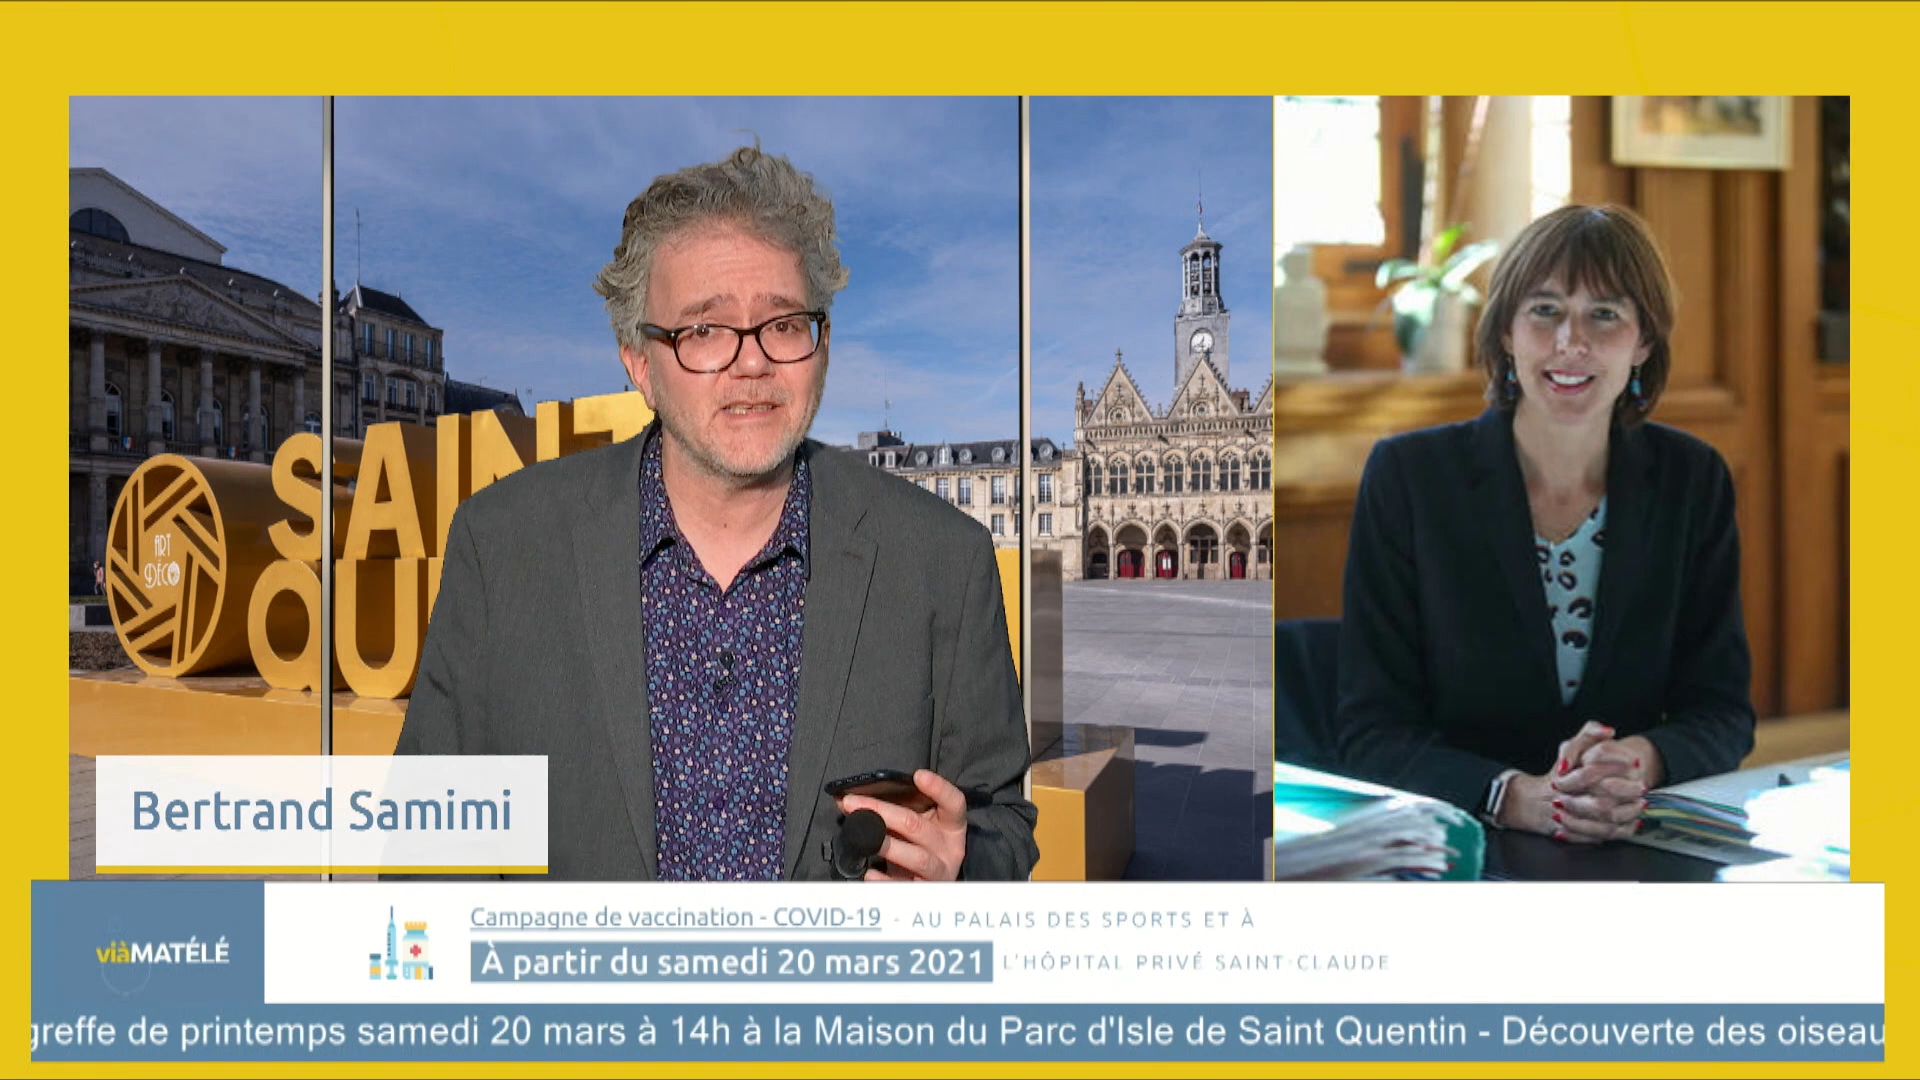 SAINT
QU
ART
DÉCO
Bertrand Samimi
viàMATÉLÉ
Campagne de vaccination - COVID-19 - AU PALAIS DES SPORTS ET À
À partir du samedi 20 mars 2021 L'HÔPITAL PRIVÉ SAINT-CLAUDE
greffe de printemps samedi 20 mars à 14h à la Maison du Parc d'Isle de Saint Quentin - Découverte des oiseau